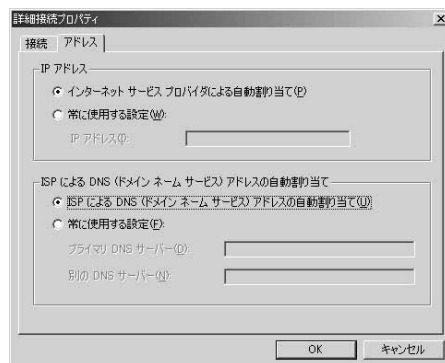 詳細接続プロパティ
接続 アドレス
IP アドレス
インターネット サービス プロバイダによる自動割り当て(P)
常に使用する設定(W):
IP アドレス(I):
ISP による DNS (ドメイン ネーム サービス) アドレスの自動割り当て
ISP による DNS (ドメイン ネーム サービス) アドレスの自動割り当て(U)
常に使用する設定(F):
プライマリ DNS サーバー(D):
別の DNS サーバー(N):
OK キャンセル